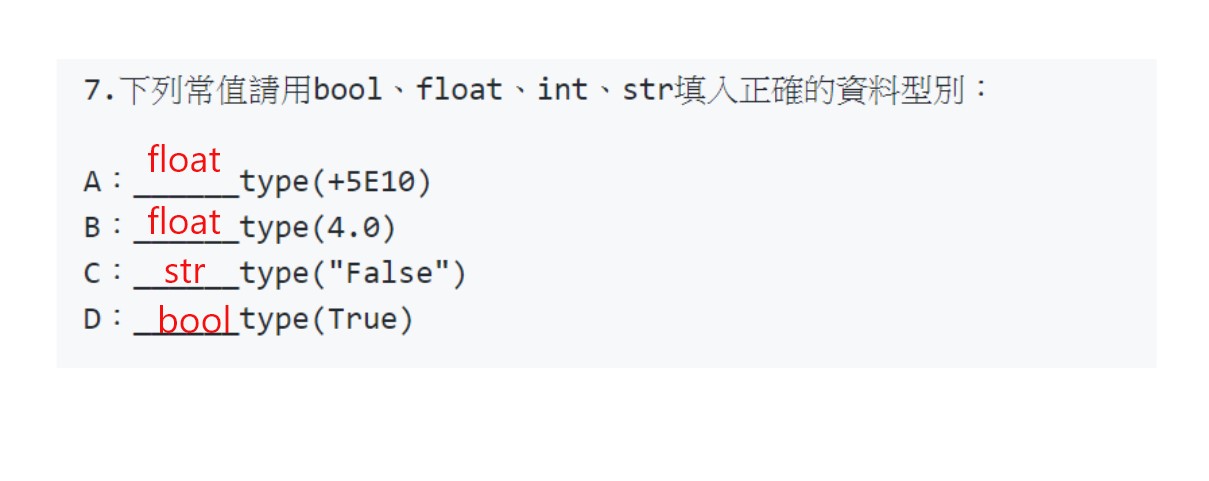 7.下列常值請用bool、float、int、str填入正確的資料型別：
A：float type(+5E10)
B：float type(4.0)
C：str type("False")
D：bool type(True)